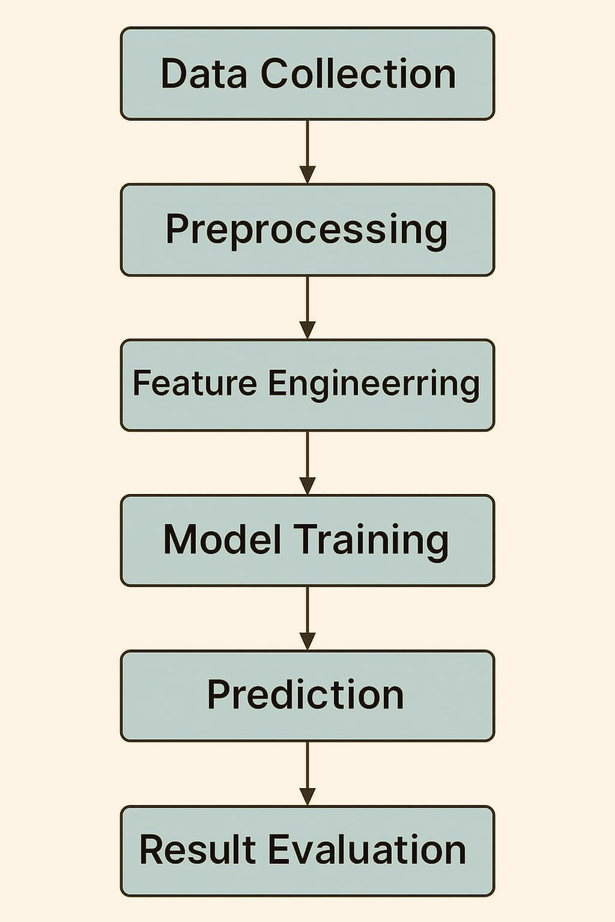 Data Collection
Preprocessing
Feature Engineerring
Model Training
Prediction
Result Evaluation